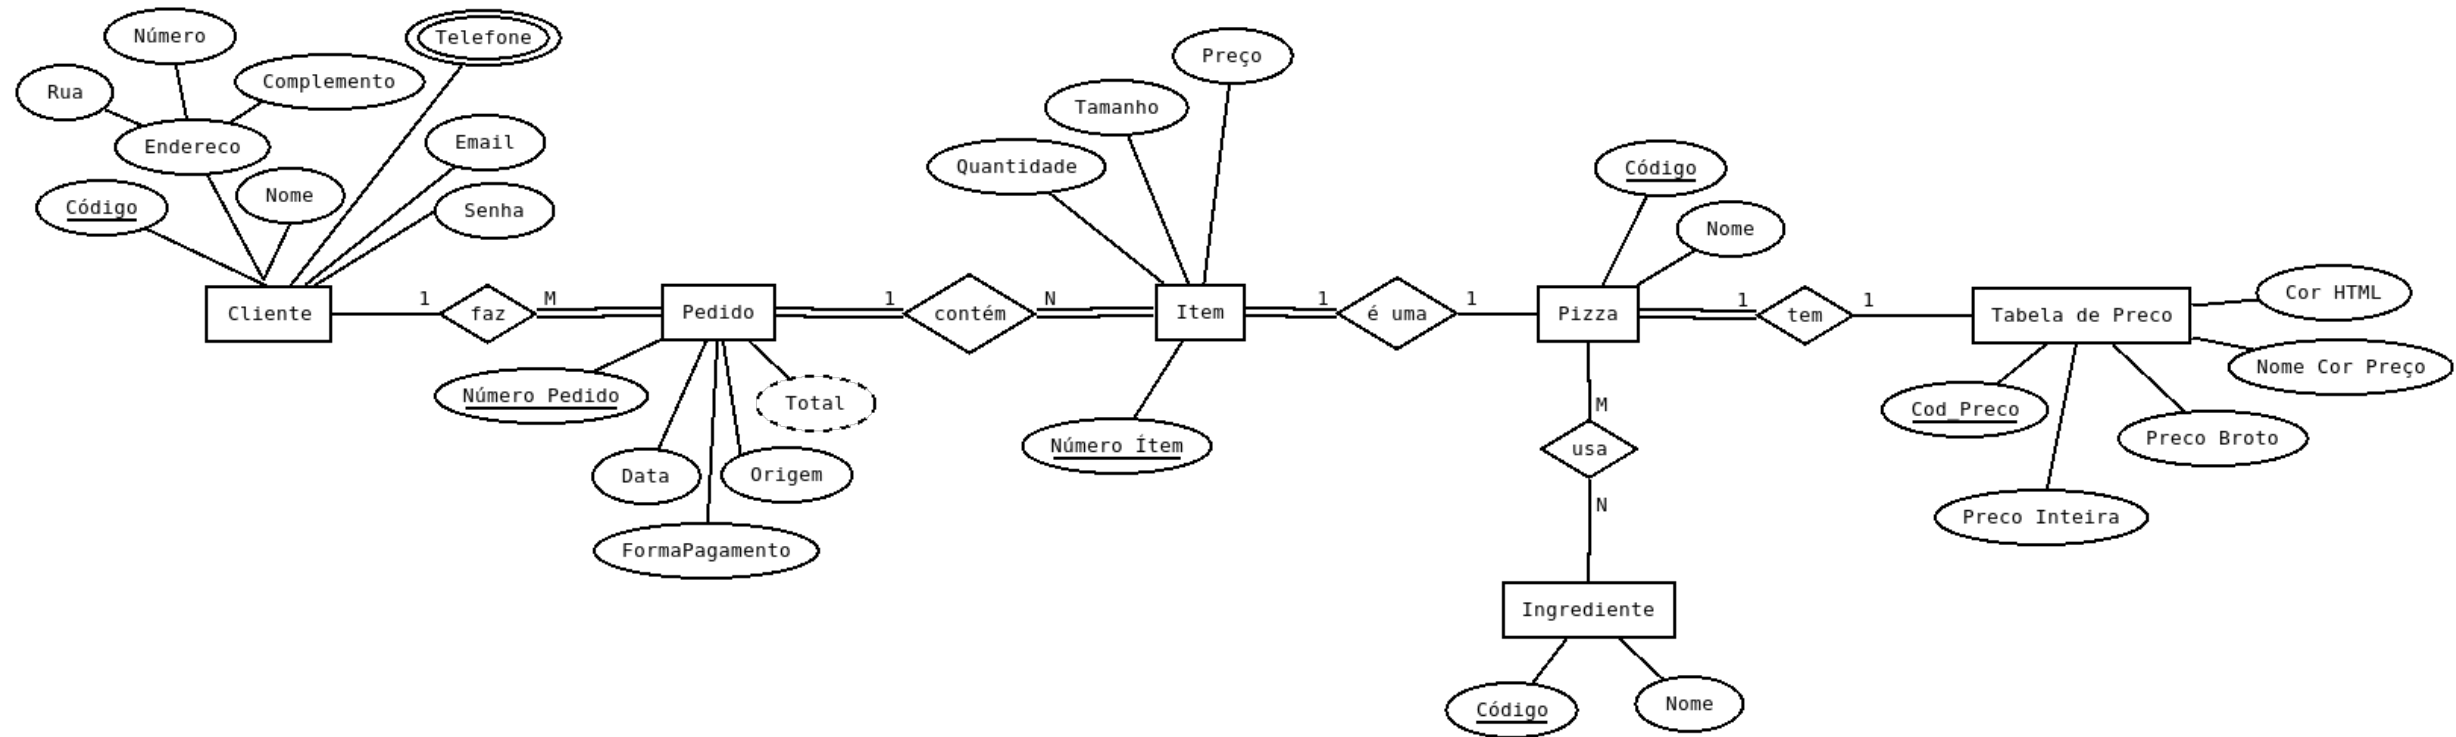 Número
Telefone
Preço
Complemento
Rua
Tamanho
Email
Endereco
Quantidade
Código
Nome
Código
Senha
Nome
Cliente
1
faz
M
Pedido
1
contém
N
Item
1
é uma
1
Pizza
1
tem
1
Tabela de Preco
Cor HTML
Nome Cor Preço
Número Pedido
Total
M
Cod_Preco
Preco Broto
Número Ítem
usa
Data
Origem
N
Preco Inteira
FormaPagamento
Ingrediente
Código
Nome